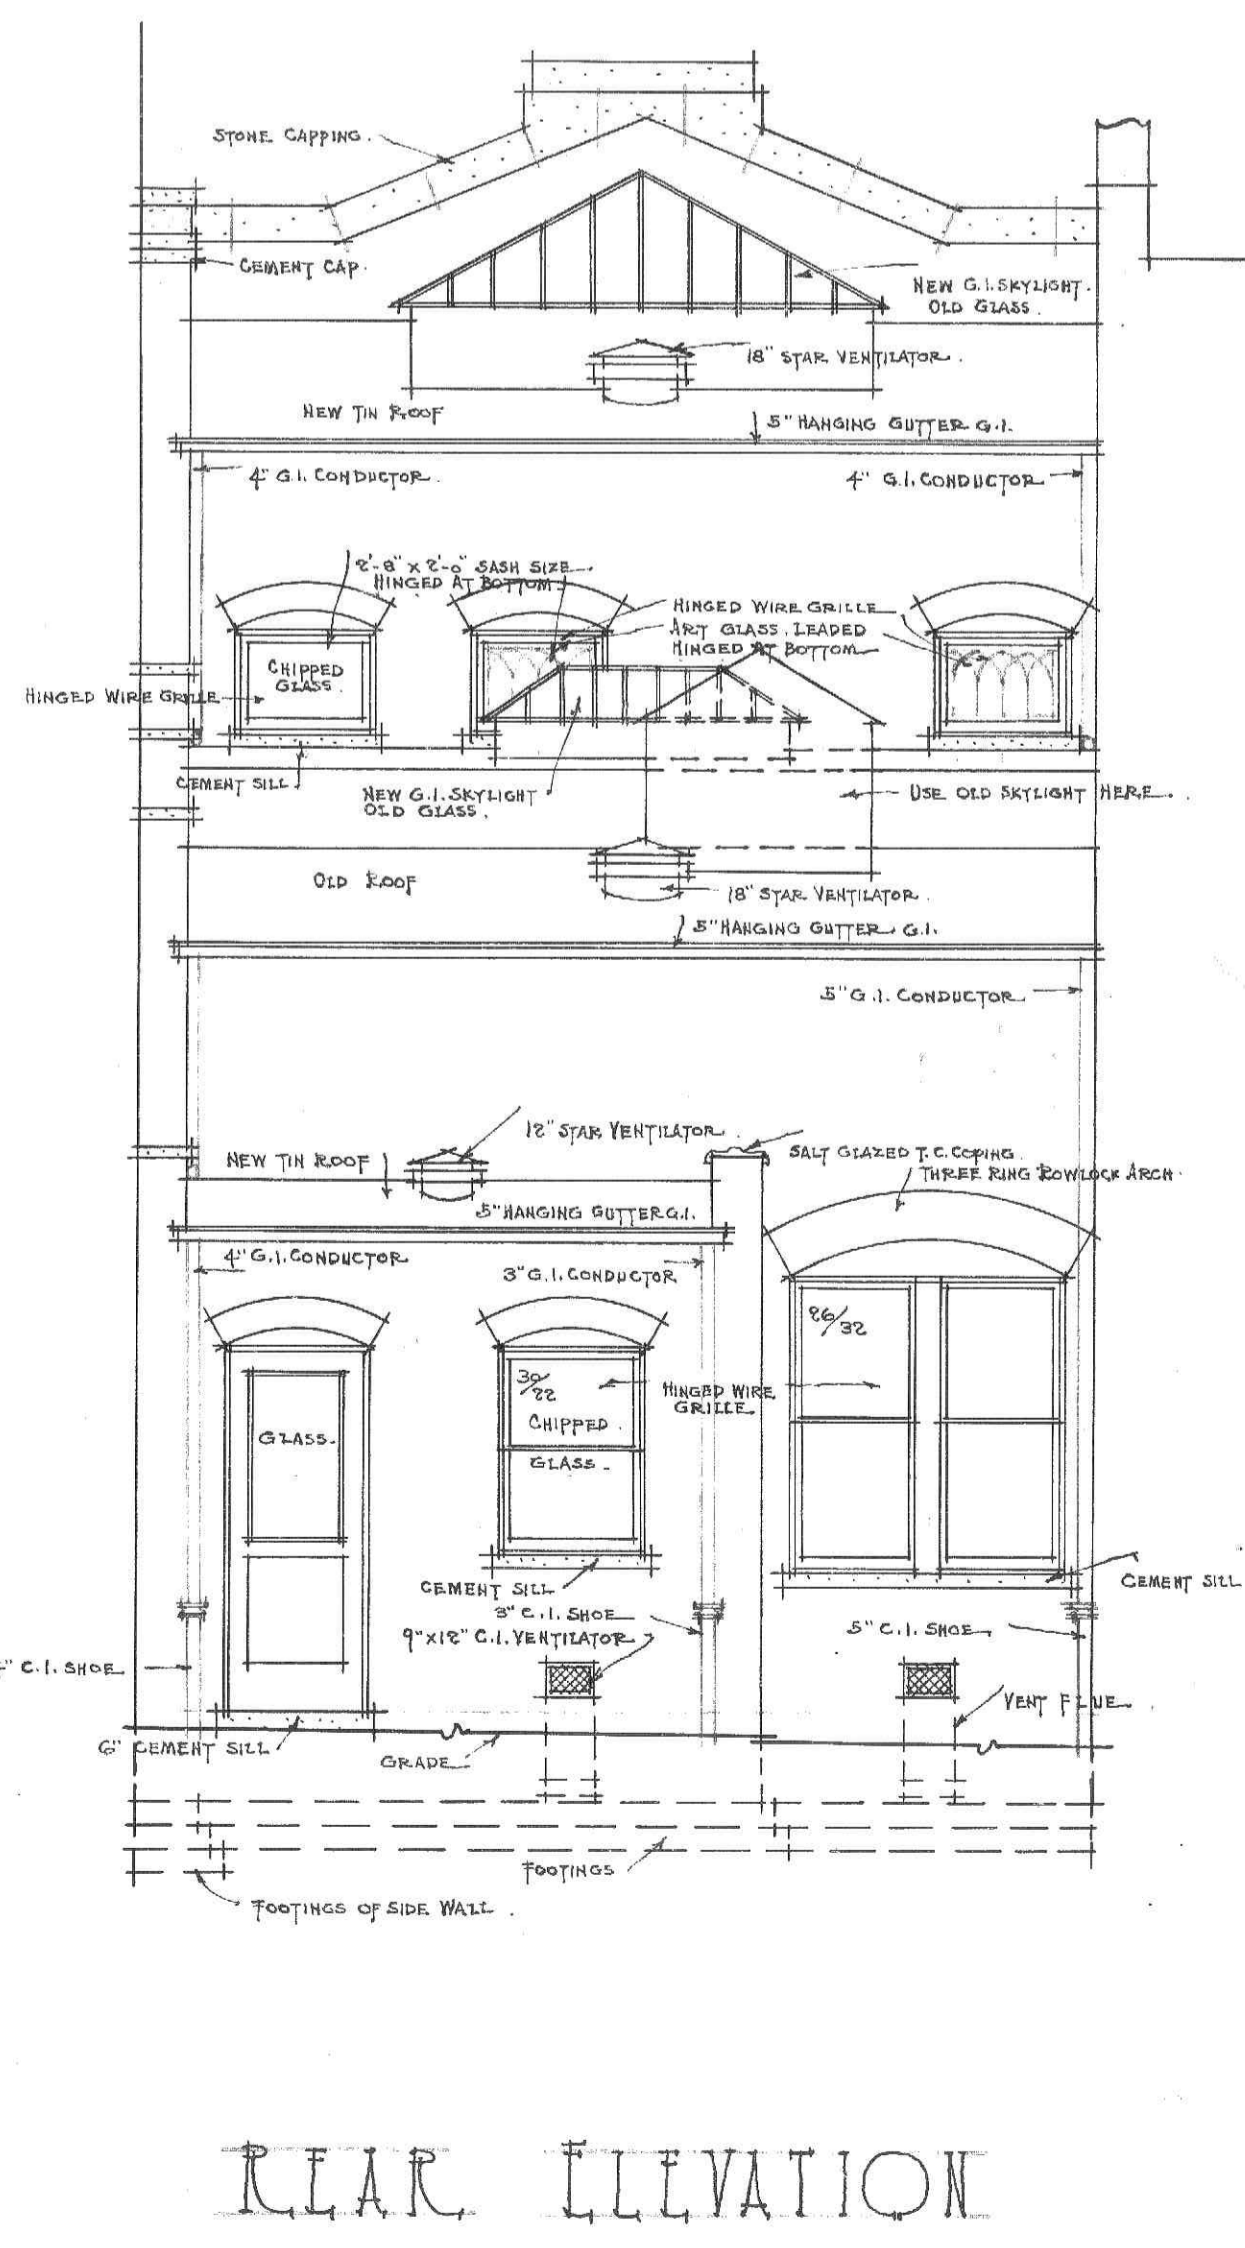 STONE CAPPING.
CEMENT CAP.
NEW G.I. SKYLIGHT.
OLD GLASS.
18" STAR VENTILATOR.
NEW TIN ROOF
5" HANGING GUTTER G.I.
4" G.I. CONDUCTOR.
4" G.I. CONDUCTOR
2'-8" x 2'-0" SASH SIZE
HINGED AT BOTTOM
HINGED WIRE GRILLE
ART GLASS. LEADED
HINGED AT BOTTOM
CHIPPED
GLASS.
HINGED WIRE GRILLE
CEMENT SILL
NEW G.I. SKYLIGHT
OLD GLASS.
USE OLD SKYLIGHT HERE.
OLD ROOF
18" STAR VENTILATOR.
5" HANGING GUTTER. G.I.
5" G.I. CONDUCTOR
12" STAR VENTILATOR.
SALT GLAZED T.C. COPING.
THREE RING ROWLOCK ARCH.
NEW TIN ROOF
5" HANGING GUTTER G.I.
4" G.I. CONDUCTOR
3" G.I. CONDUCTOR
26/32
30/22
HINGED WIRE
GRILLE
CHIPPED.
GLASS.
GLASS.
CEMENT SILL
CEMENT SILL
3" C.I. SHOE
9" x 12" C.I. VENTILATOR
5" C.I. SHOE
" C.I. SHOE
VENT FLUE
6" CEMENT SILL
GRADE
FOOTINGS
FOOTINGS OF SIDE WALL.
REAR ELEVATION